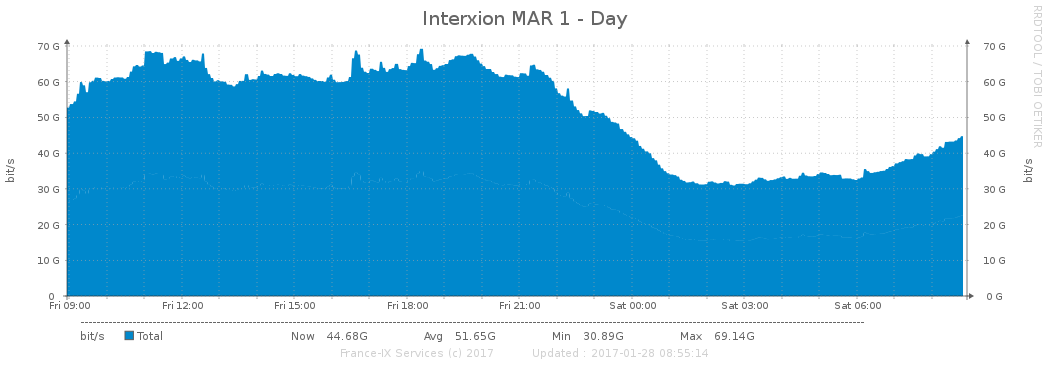 Interxion MAR 1 - Day
RRDTOOL / TOBI OETIKER
70 G 70 G
60 G 60 G
50 G 50 G
40 G 40 G
30 G 30 G
20 G 20 G
10 G 10 G
0 0 G
bit/s bit/s
Fri 09:00 Fri 12:00 Fri 15:00 Fri 18:00 Fri 21:00 Sat 00:00 Sat 03:00 Sat 06:00
bit/s Total Now 44.68G Avg 51.65G Min 30.89G Max 69.14G
France-IX Services (c) 2017 Updated : 2017-01-28 08:55:14